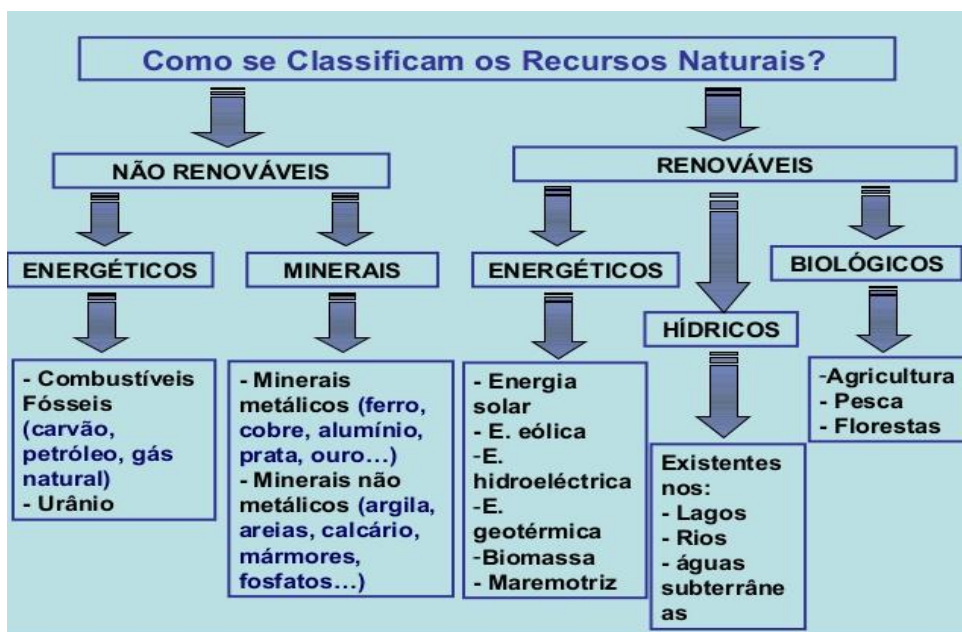 Como se Classificam os Recursos Naturais?
NÃO RENOVÁVEIS
RENOVÁVEIS
ENERGÉTICOS
MINERAIS
ENERGÉTICOS
BIOLÓGICOS
HÍDRICOS
- Combustíveis
Fósseis
(carvão,
petróleo, gás
natural)
- Urânio
- Minerais
metálicos (ferro,
cobre, alumínio,
prata, ouro...)
- Minerais não
metálicos (argila,
areias, calcário,
mármores,
fosfatos...)
- Energia
solar
- E. eólica
-E.
hidroeléctrica
-E.
geotérmica
-Biomassa
- Maremotriz
Existentes
nos:
- Lagos
- Rios
- águas
subterrâne
as
-Agricultura
- Pesca
- Florestas